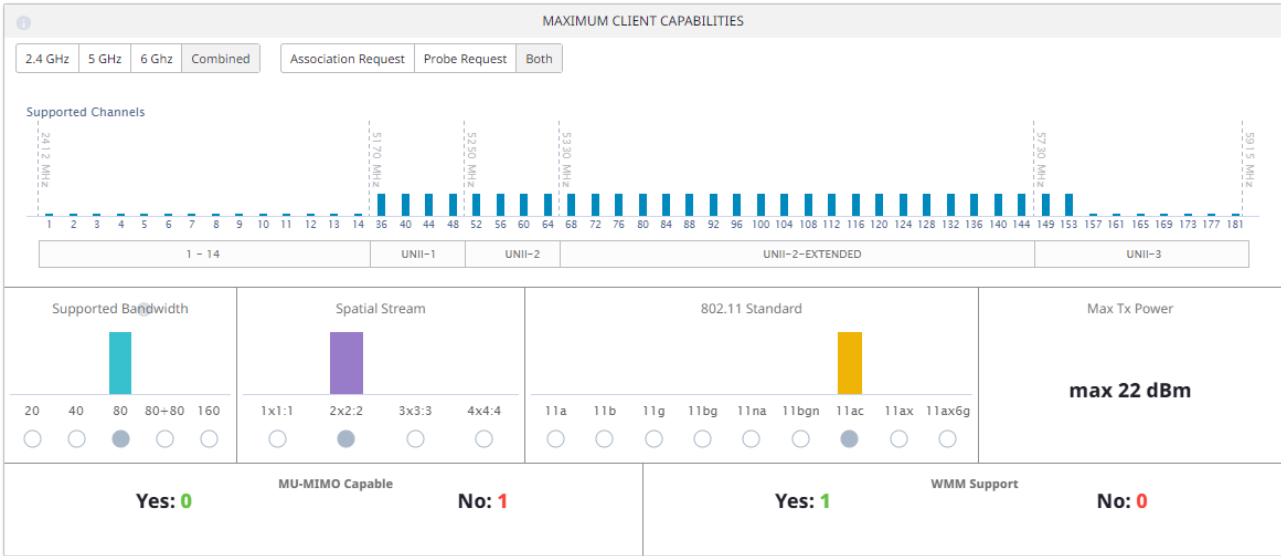 MAXIMUM CLIENT CAPABILITIES
2.4 GHz 5 GHz 6 Ghz Combined Association Request Probe Request Both
Supported Channels
2412 MHz 5170 MHz 5250 MHz 5330 MHz 5730 MHz 5915 MHz
1 2 3 4 5 6 7 8 9 10 11 12 13 14 36 40 44 48 52 56 60 64 68 72 76 80 84 88 92 96 100 104 108 112 116 120 124 128 132 136 140 144 149 153 157 161 165 169 173 177 181
1 - 14 UNII-1 UNII-2 UNII-2-EXTENDED UNII-3
Supported Bandwidth Spatial Stream 802.11 Standard Max Tx Power
max 22 dBm
20 40 80 80+80 160 1x1:1 2x2:2 3x3:3 4x4:4 11a 11b 11g 11bg 11na 11bgn 11ac 11ax 11ax6g
MU-MIMO Capable WMM Support
Yes: 0 No: 1 Yes: 1 No: 0